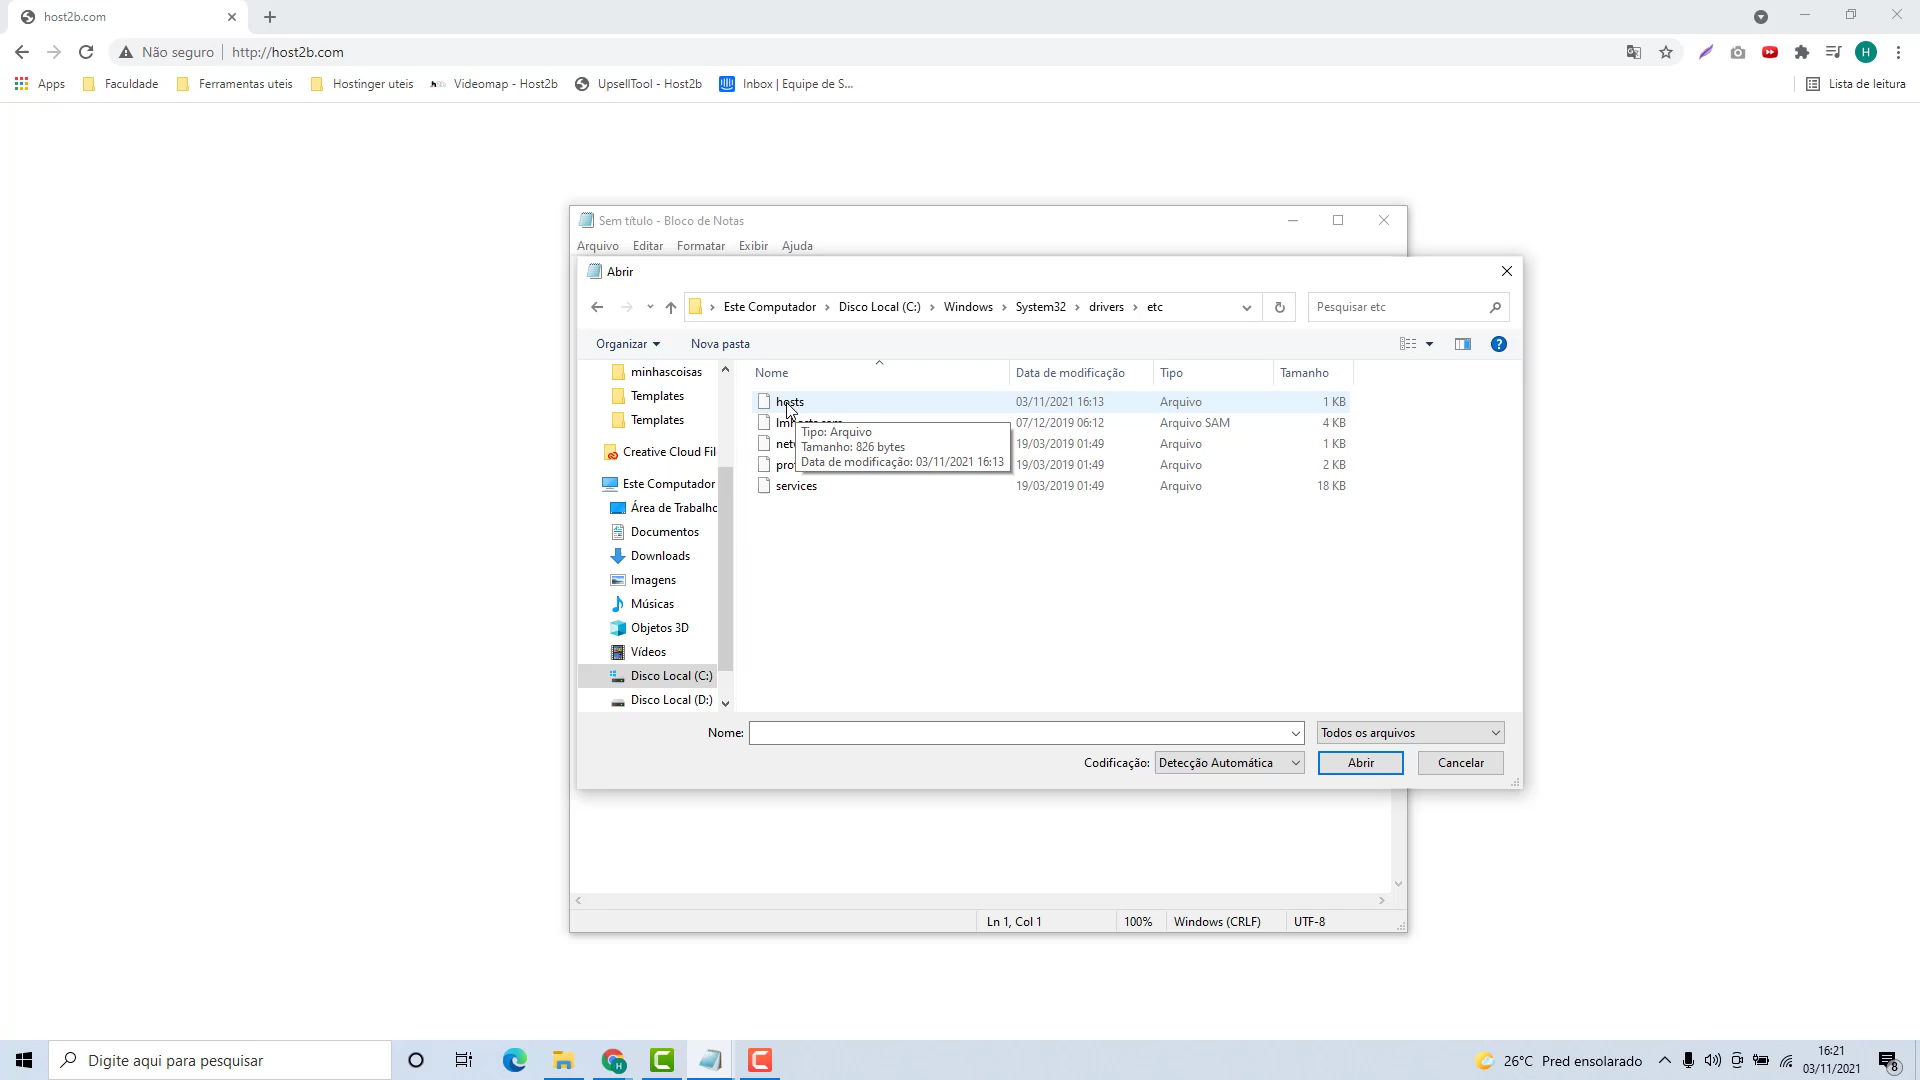 host2b.com
Não seguro
http://host2b.com
H
Apps
Faculdade
Ferramentas uteis
Hostinger uteis
Videomap - Host2b
UpsellTool - Host2b
Inbox | Equipe de S...
Lista de leitura
Sem título - Bloco de Notas
Arquivo Editar Formatar Exibir Ajuda
Abrir
Este Computador > Disco Local (C:) > Windows > System32 > drivers > etc
Pesquisar etc
Organizar
Nova pasta
minhascoisas
Templates
Templates
Creative Cloud Fil
Este Computador
Área de Trabalho
Documentos
Downloads
Imagens
Músicas
Objetos 3D
Vídeos
Disco Local (C:)
Disco Local (D:)
Nome Data de modificação Tipo Tamanho
hosts 03/11/2021 16:13 Arquivo 1 KB
07/12/2019 06:12 Arquivo SAM 4 KB
19/03/2019 01:49 Arquivo 1 KB
19/03/2019 01:49 Arquivo 2 KB
services 19/03/2019 01:49 Arquivo 18 KB
Tipo: Arquivo
Tamanho: 826 bytes
Data de modificação: 03/11/2021 16:13
Nome:
Todos os arquivos
Codificação: Detecção Automática
Abrir
Cancelar
Ln 1, Col 1
100%
Windows (CRLF)
UTF-8
Digite aqui para pesquisar
26°C Pred ensolarado
16:21
03/11/2021
8